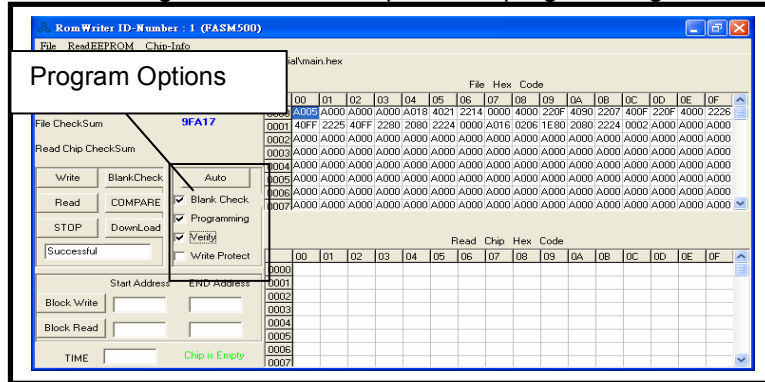 RomWriter ID-Number : 1 (FASM500)
File ReadEEPROM Chip-Info
ial\main.hex
Program Options
File Hex Code
00 01 02 03 04 05 06 07 08 09 0A 0B 0C 0D 0E 0F
0000 A005 A000 A000 A000 A018 4021 2214 0000 4000 220F 4090 2207 400F 220F 4000 2226
File CheckSum 9FA17
0001 40FF 2225 40FF 2280 2080 2224 0000 A016 0206 1E80 2080 2224 0002 A000 A000 A000
0002 A000 A000 A000 A000 A000 A000 A000 A000 A000 A000 A000 A000 A000 A000 A000 A000
Read Chip CheckSum
0003 A000 A000 A000 A000 A000 A000 A000 A000 A000 A000 A000 A000 A000 A000 A000 A000
0004 A000 A000 A000 A000 A000 A000 A000 A000 A000 A000 A000 A000 A000 A000 A000 A000
Write BlankCheck Auto
0005 A000 A000 A000 A000 A000 A000 A000 A000 A000 A000 A000 A000 A000 A000 A000 A000
0006 A000 A000 A000 A000 A000 A000 A000 A000 A000 A000 A000 A000 A000 A000 A000 A000
Read COMPARE Blank Check
0007 A000 A000 A000 A000 A000 A000 A000 A000 A000 A000 A000 A000 A000 A000 A000 A000
Programming
STOP DownLoad
Verify
Read Chip Hex Code
Successful
Write Protect
00 01 02 03 04 05 06 07 08 09 0A 0B 0C 0D 0E 0F
0000
Start Address END Address
0001
Block Write
0002
0003
Block Read
0004
0005
TIME Chip is Empty
0006
0007